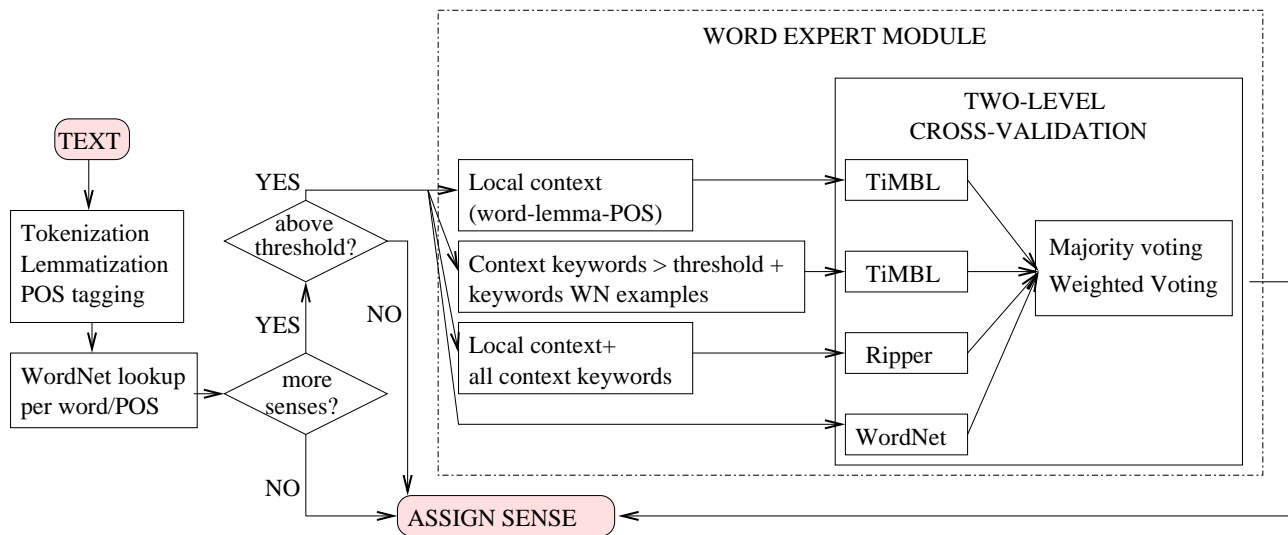 WORD EXPERT MODULE
TWO-LEVEL
CROSS-VALIDATION
TEXT
Tokenization
Lemmatization
POS tagging
WordNet lookup
per word/POS
more
senses?
YES
NO
above
threshold?
YES
NO
Local context
(word-lemma-POS)
Context keywords > threshold +
keywords WN examples
Local context+
all context keywords
TiMBL
TiMBL
Ripper
WordNet
Majority voting
Weighted Voting
ASSIGN SENSE